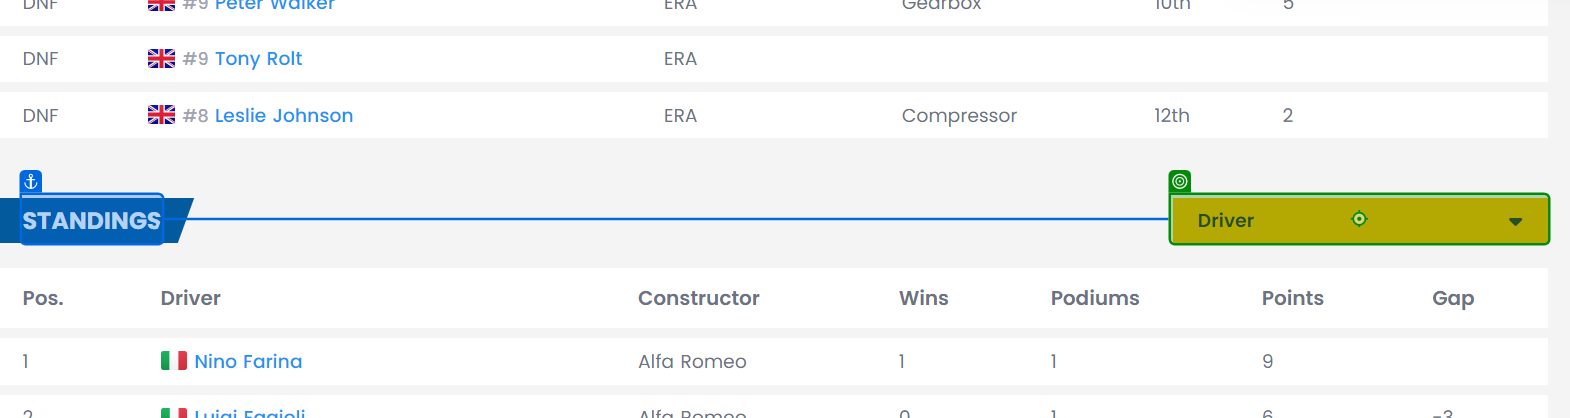 DNF #9 Peter Walker ERA Gearbox 10th 5
DNF #9 Tony Rolt ERA
DNF #8 Leslie Johnson ERA Compressor 12th 2
STANDINGS Driver
Pos. Driver Constructor Wins Podiums Points Gap
1 Nino Farina Alfa Romeo 1 1 9
2 Luigi Fagioli Alfa Romeo 0 1 6 -3